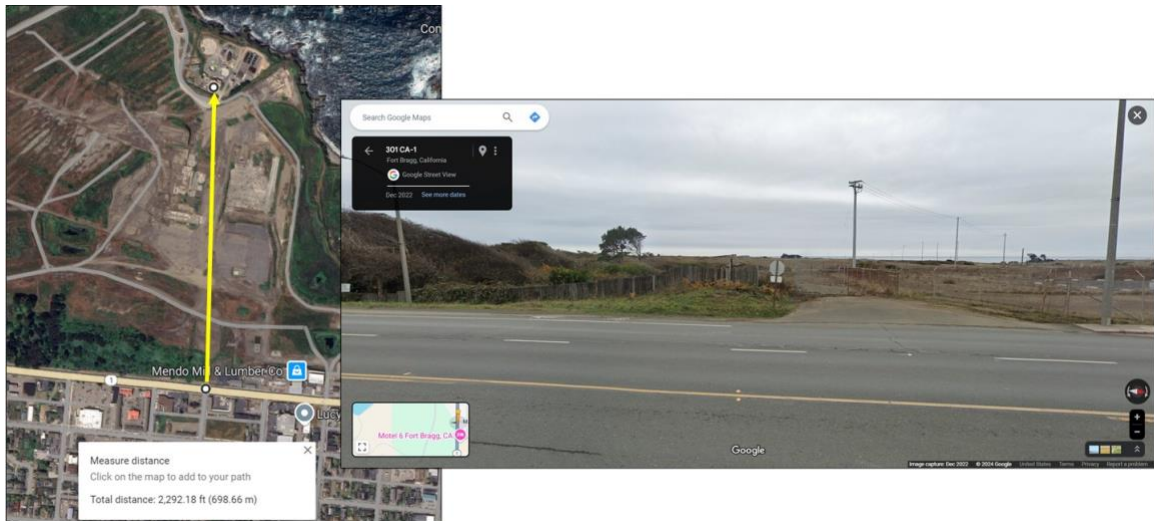 Con
Mendo Mill & Lumber Co
1
Lucy
Measure distance
Click on the map to add to your path
Total distance: 2,292.18 ft (698.66 m)
Search Google Maps
301 CA-1
Fort Bragg, California
Google Street View
Dec 2022 See more dates
Motel 6 Fort Bragg, CA
Google
Image capture: Dec 2022 © 2024 Google United States Terms Privacy Report a problem